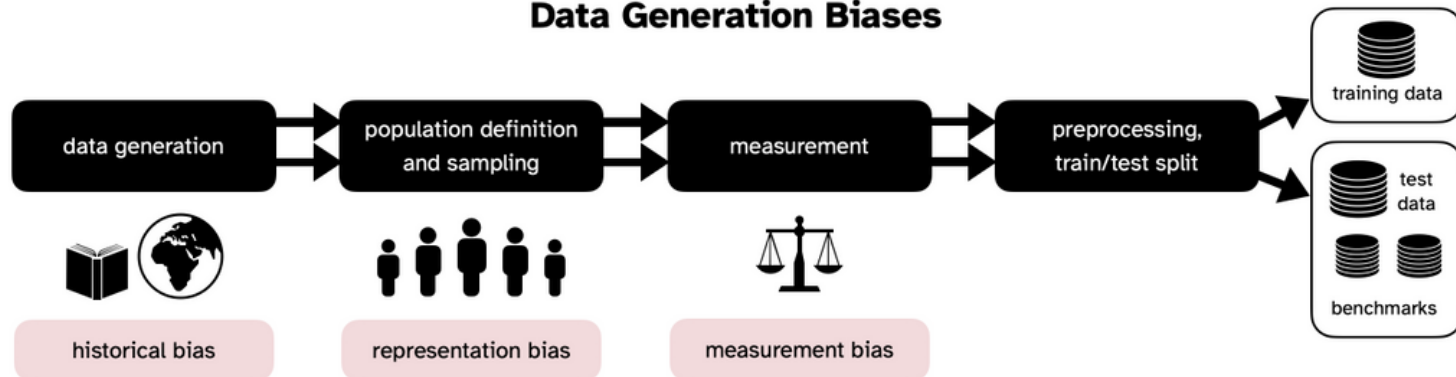 Data Generation Biases
data generation
population definition
and sampling
measurement
preprocessing,
train/test split
training data
test
data
benchmarks
historical bias
representation bias
measurement bias